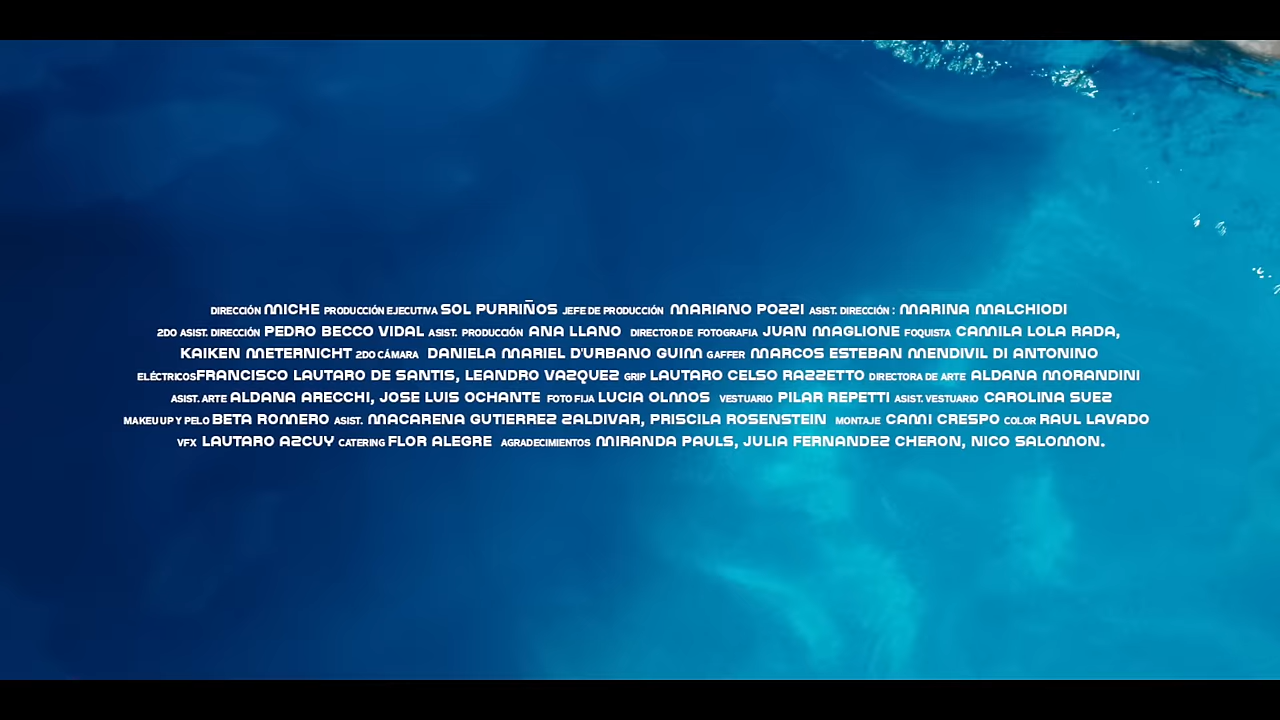 DIRECCIÓN MICHE PRODUCCIÓN EJECUTIVA SOL PURRIÑOS JEFE DE PRODUCCIÓN MARIANO POZZI ASIST. DIRECCIÓN : MARINA MALCHIODI
2DO ASIST. DIRECCIÓN PEDRO BECCO VIDAL ASIST. PRODUCCIÓN ANA LLANO DIRECTOR DE FOTOGRAFIA JUAN MAGLIONE FOQUISTA CAMILA LOLA RADA,
KAIKEN METERNICHT 2DO CÁMARA DANIELA MARIEL D'URBANO GUIM GAFFER MARCOS ESTEBAN MENDIVIL DI ANTONINO
ELÉCTRICOS FRANCISCO LAUTARO DE SANTIS, LEANDRO VAZQUEZ GRIP LAUTARO CELSO RAZZETTO DIRECTORA DE ARTE ALDANA MORANDINI
ASIST. ARTE ALDANA ARECCHI, JOSE LUIS OCHANTE FOTO FIJA LUCIA OLMOS VESTUARIO PILAR REPETTI ASIST. VESTUARIO CAROLINA SUEZ
MAKEU UP Y PELO BETA ROMERO ASIST. MACARENA GUTIERREZ ZALDIVAR, PRISCILA ROSENSTEIN MONTAJE CAMI CRESPO COLOR RAUL LAVADO
VFX LAUTARO AZCUY CATERING FLOR ALEGRE AGRADECIMIENTOS MIRANDA PAULS, JULIA FERNANDEZ CHERON, NICO SALOMON.